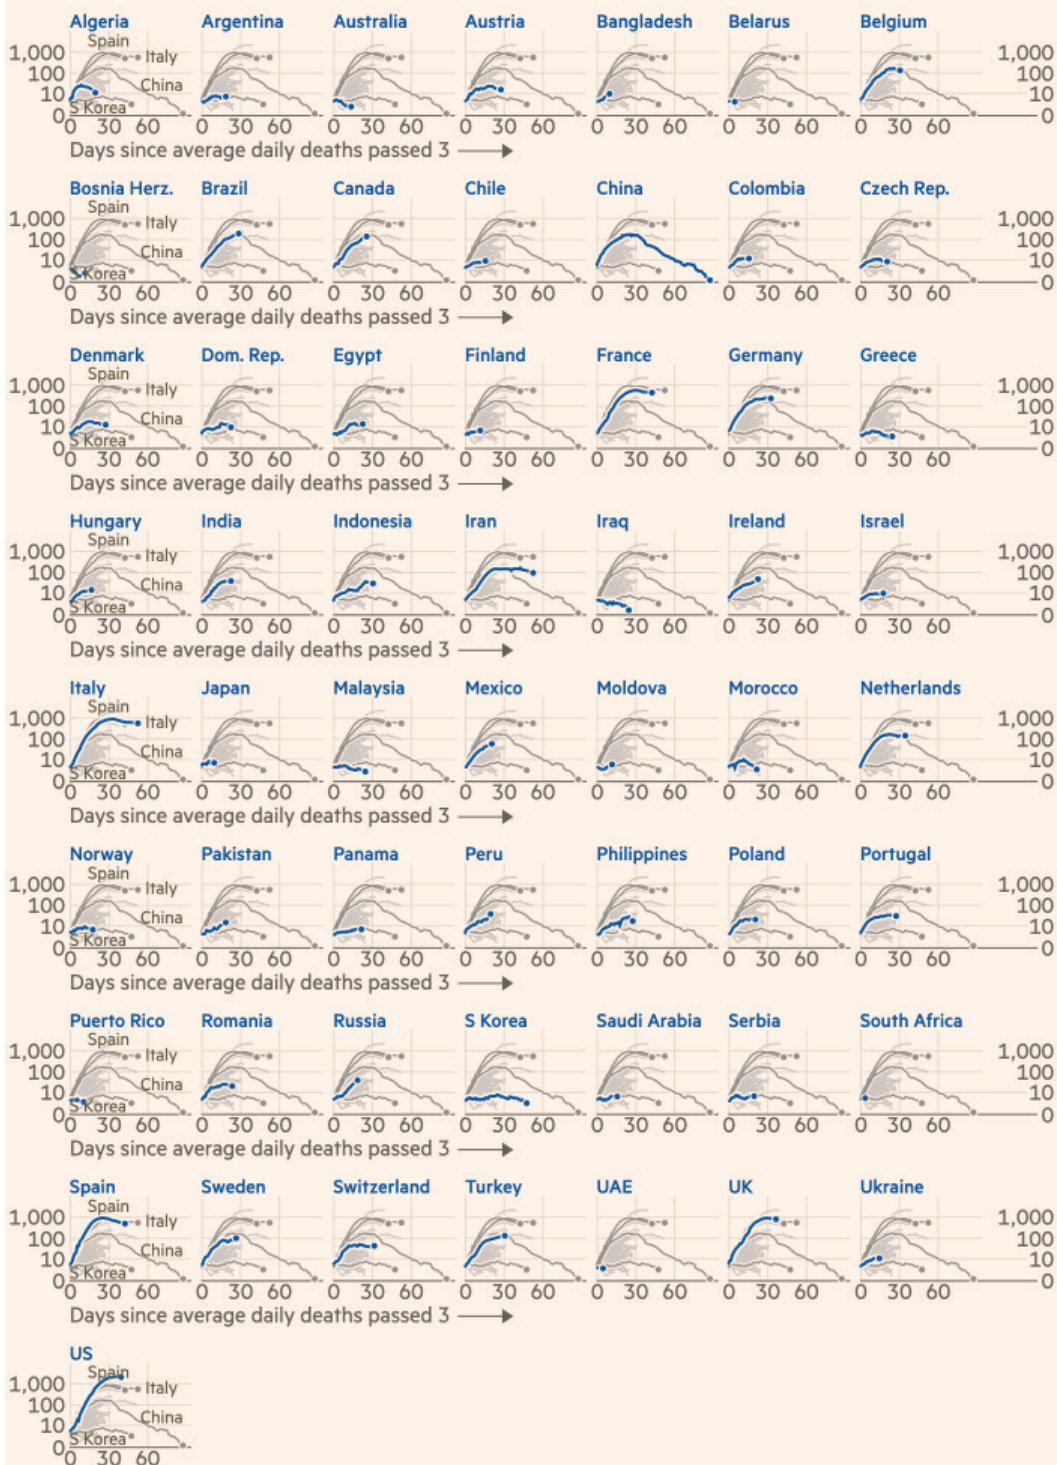 Algeria Argentina Australia Austria Bangladesh Belarus Belgium
Spain
1,000 Italy 1,000
100 China 100
10 10
0 S Korea 0
0 30 60 0 30 60 0 30 60 0 30 60 0 30 60 0 30 60 0 30 60
Days since average daily deaths passed 3
Bosnia Herz. Brazil Canada Chile China Colombia Czech Rep.
Spain
1,000 Italy 1,000
100 China 100
10 10
0 S Korea 0
0 30 60 0 30 60 0 30 60 0 30 60 0 30 60 0 30 60 0 30 60
Days since average daily deaths passed 3
Denmark Dom. Rep. Egypt Finland France Germany Greece
Spain
1,000 Italy 1,000
100 China 100
10 10
0 S Korea 0
0 30 60 0 30 60 0 30 60 0 30 60 0 30 60 0 30 60 0 30 60
Days since average daily deaths passed 3
Hungary India Indonesia Iran Iraq Ireland Israel
Spain
1,000 Italy 1,000
100 China 100
10 10
0 S Korea 0
0 30 60 0 30 60 0 30 60 0 30 60 0 30 60 0 30 60 0 30 60
Days since average daily deaths passed 3
Italy Japan Malaysia Mexico Moldova Morocco Netherlands
Spain
1,000 Italy 1,000
100 China 100
10 10
0 S Korea 0
0 30 60 0 30 60 0 30 60 0 30 60 0 30 60 0 30 60 0 30 60
Days since average daily deaths passed 3
Norway Pakistan Panama Peru Philippines Poland Portugal
Spain
1,000 Italy 1,000
100 China 100
10 10
0 S Korea 0
0 30 60 0 30 60 0 30 60 0 30 60 0 30 60 0 30 60 0 30 60
Days since average daily deaths passed 3
Puerto Rico Romania Russia S Korea Saudi Arabia Serbia South Africa
Spain
1,000 Italy 1,000
100 China 100
10 10
0 S Korea 0
0 30 60 0 30 60 0 30 60 0 30 60 0 30 60 0 30 60 0 30 60
Days since average daily deaths passed 3
Spain Sweden Switzerland Turkey UAE UK Ukraine
Spain
1,000 Italy 1,000
100 China 100
10 10
0 S Korea 0
0 30 60 0 30 60 0 30 60 0 30 60 0 30 60 0 30 60 0 30 60
Days since average daily deaths passed 3
US
Spain
1,000 Italy
100 China
10
0 S Korea
0 30 60